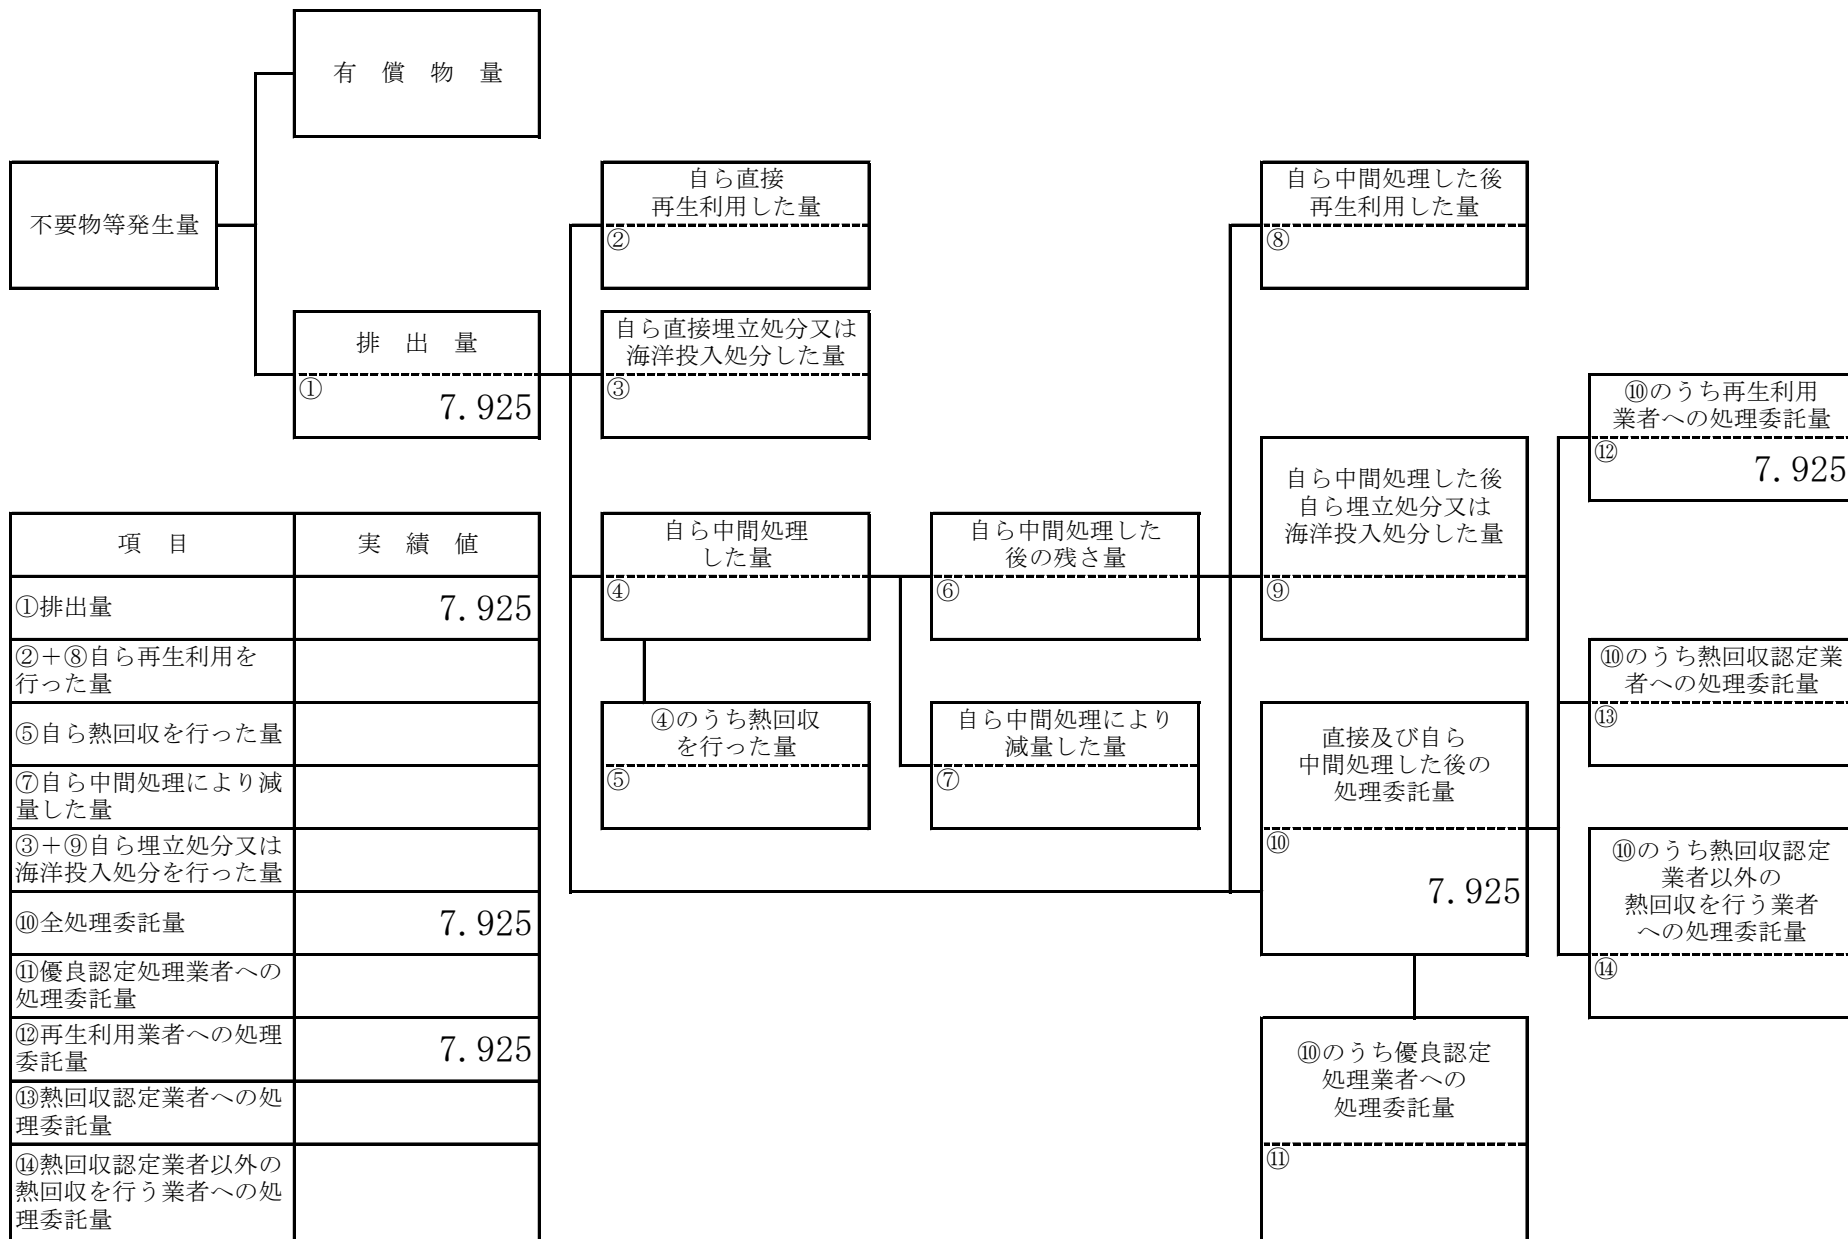 有　償　物　量
不要物等発生量
排　出　量
①
7.925
自ら直接
再生利用した量
②
自ら直接埋立処分又は
海洋投入処分した量
③
自ら中間処理
した量
④
④のうち熱回収
を行った量
⑤
自ら中間処理した
後の残さ量
⑥
自ら中間処理により
減量した量
⑦
自ら中間処理した後
再生利用した量
⑧
自ら中間処理した後
自ら埋立処分又は
海洋投入処分した量
⑨
直接及び自ら
中間処理した後の
処理委託量
⑩
7.925
⑩のうち優良認定
処理業者への
処理委託量
⑪
⑩のうち再生利用
業者への処理委託量
⑫
7.925
⑩のうち熱回収認定業
者への処理委託量
⑬
⑩のうち熱回収認定
業者以外の
熱回収を行う業者
への処理委託量
⑭
項　目　実　績　値
①排出量　7.925
②＋⑧自ら再生利用を
行った量
⑤自ら熱回収を行った量
⑦自ら中間処理により減
量した量
③＋⑨自ら埋立処分又は
海洋投入処分を行った量
⑩全処理委託量　7.925
⑪優良認定処理業者への
処理委託量
⑫再生利用業者への処理
委託量　7.925
⑬熱回収認定業者への処
理委託量
⑭熱回収認定業者以外の
熱回収を行う業者への処
理委託量